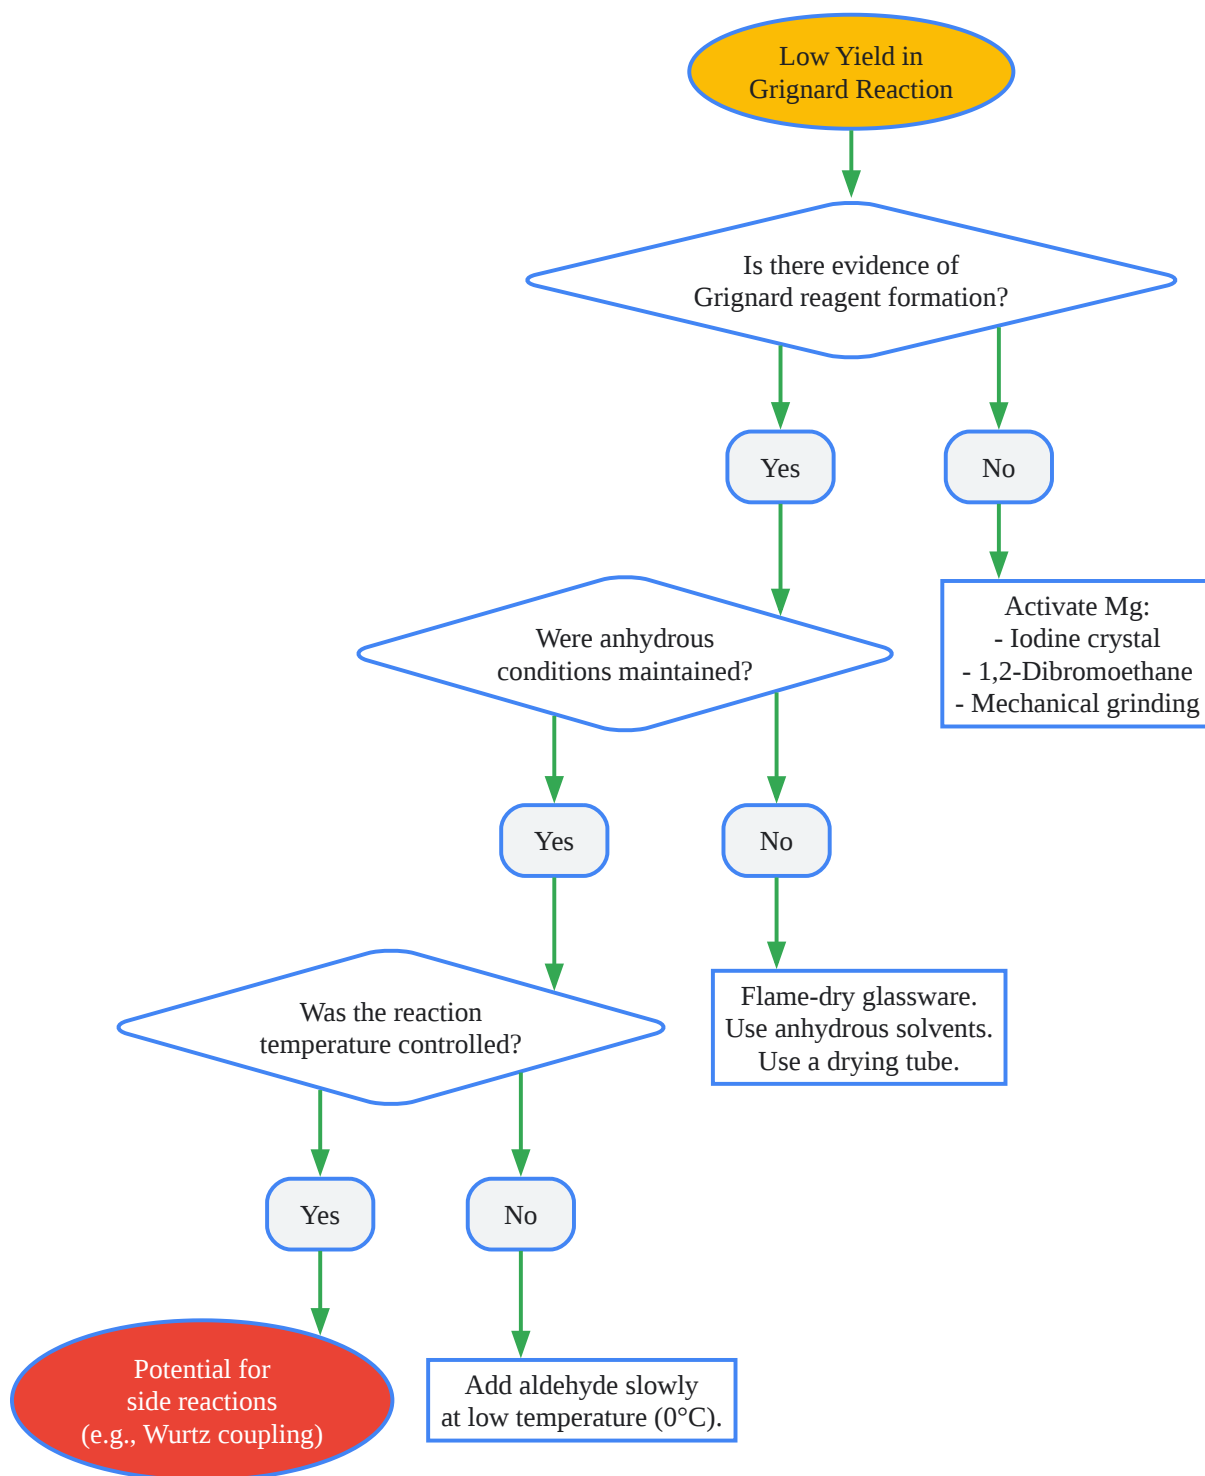 Low Yield in
Grignard Reaction
Is there evidence of
Grignard reagent formation?
Yes
No
Activate Mg:
- Iodine crystal
- 1,2-Dibromoethane
- Mechanical grinding
Were anhydrous
conditions maintained?
Yes
No
Flame-dry glassware.
Use anhydrous solvents.
Use a drying tube.
Was the reaction
temperature controlled?
Yes
No
Potential for
side reactions
(e.g., Wurtz coupling)
Add aldehyde slowly
at low temperature (0°C).